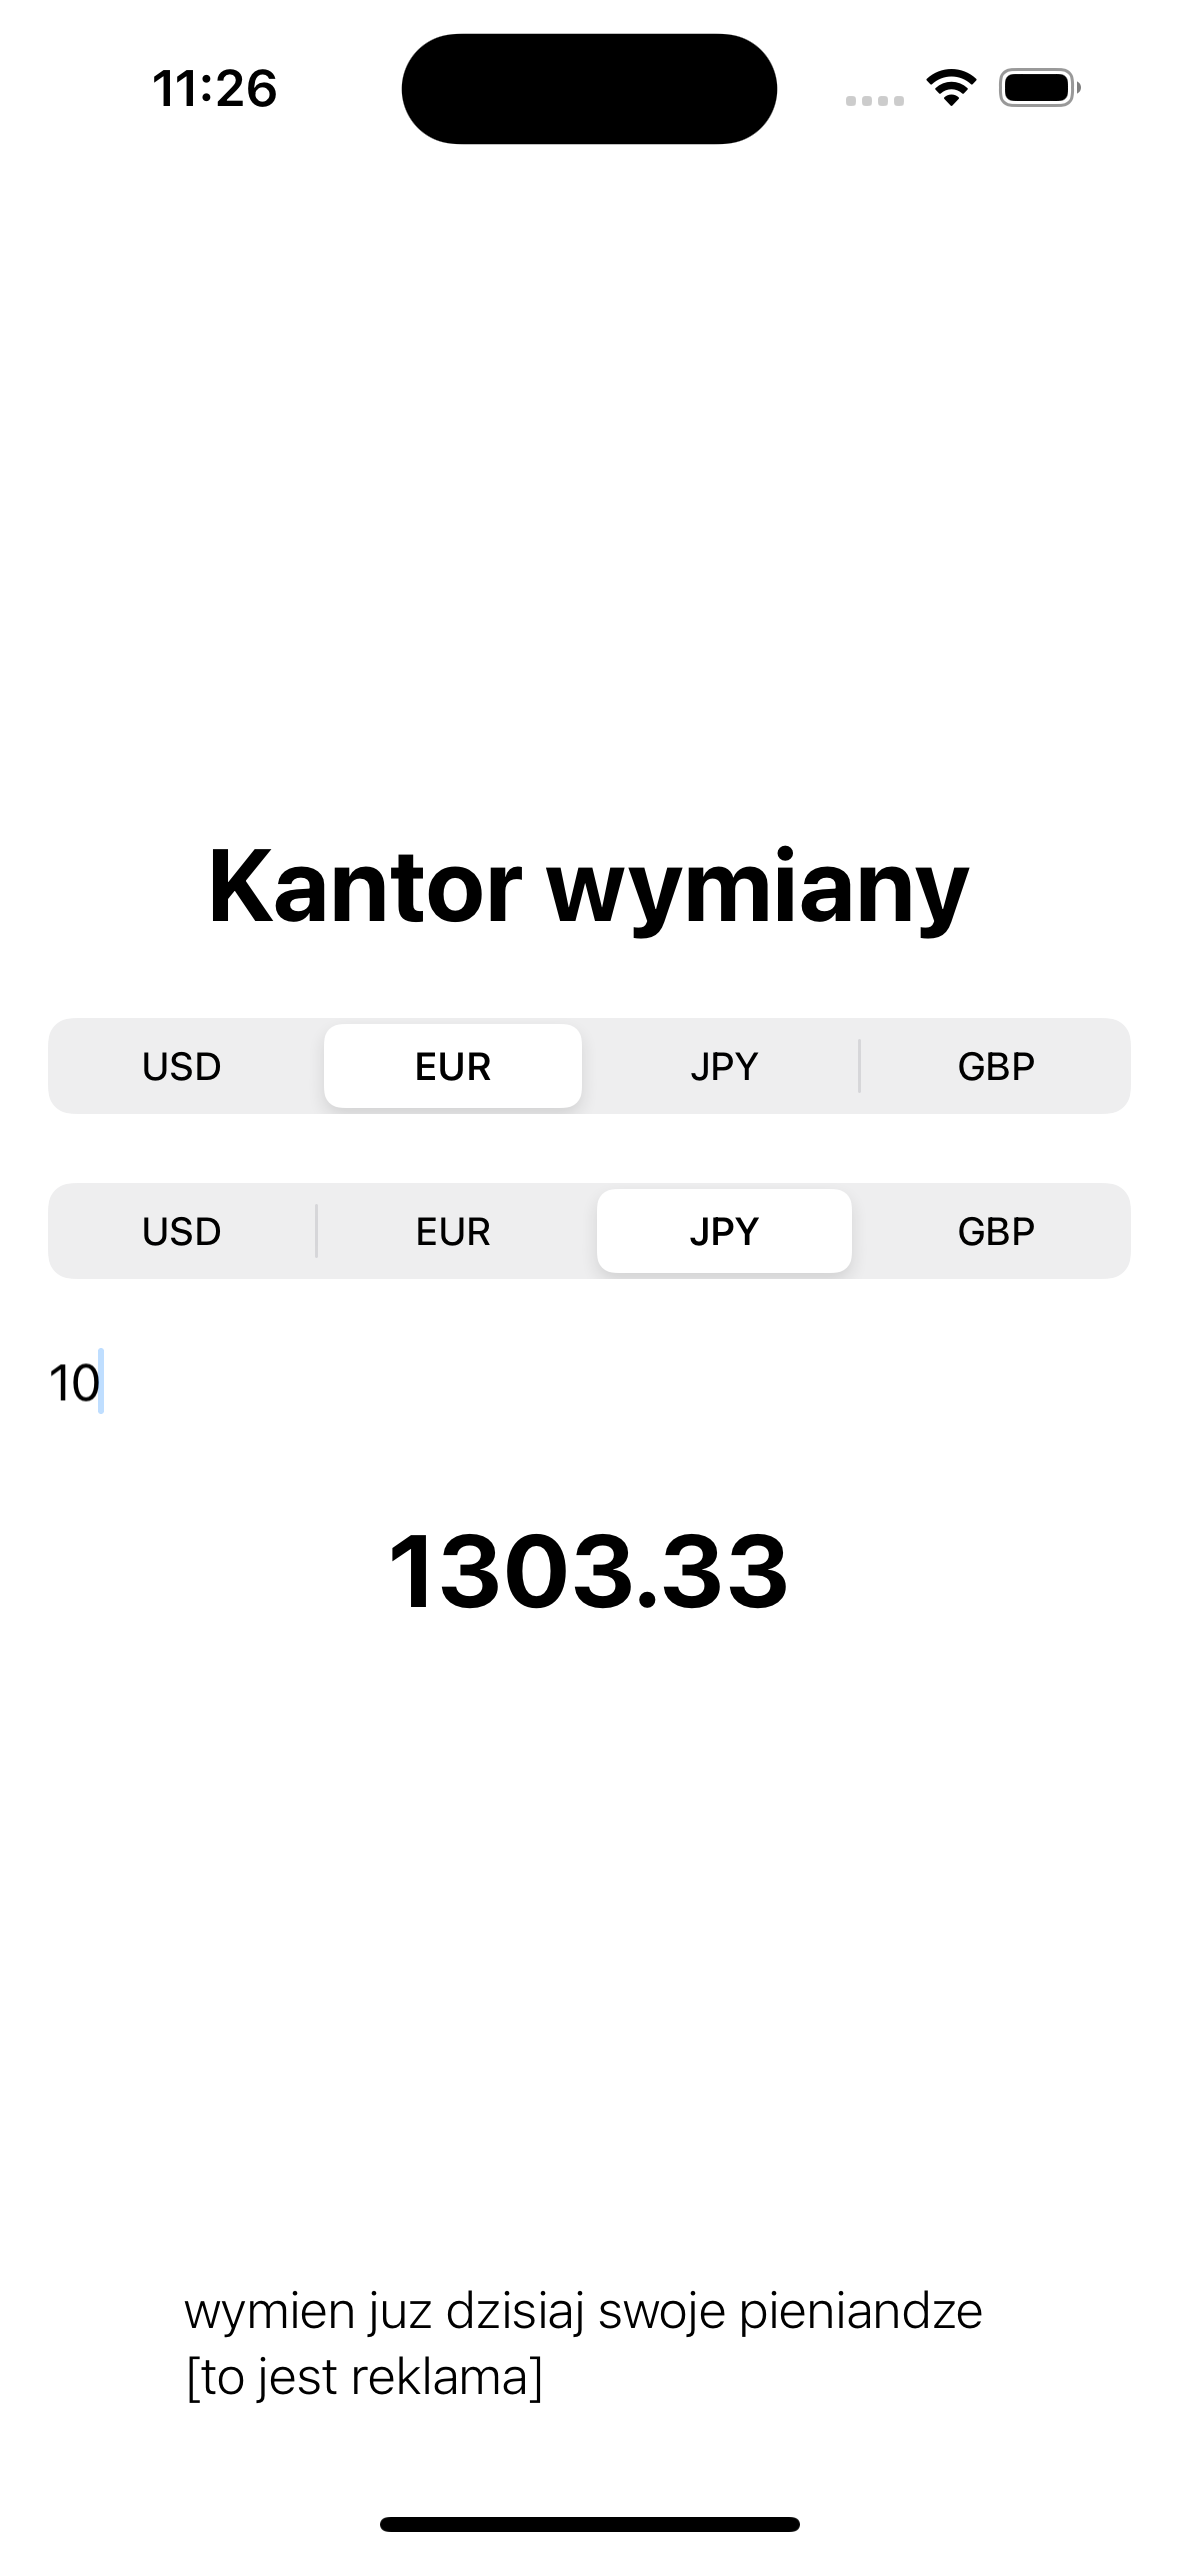 11:26
Kantor wymiany
USD EUR JPY GBP
USD EUR JPY GBP
10
1303.33
wymien juz dzisiaj swoje pieniandze
[to jest reklama]